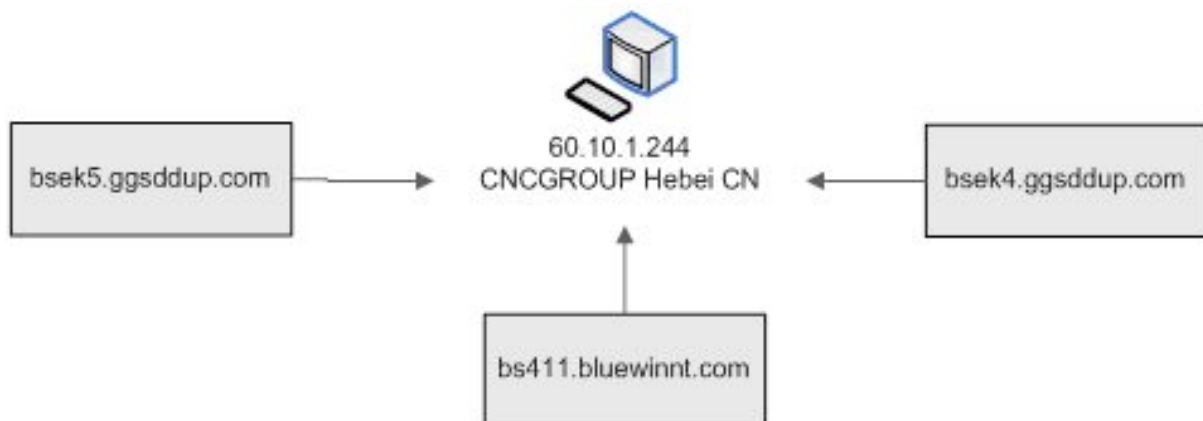 60.10.1.244
CNCGROUP Hebei CN
bsek5.ggsddup.com
bsek4.ggsddup.com
bs411.bluewinnt.com